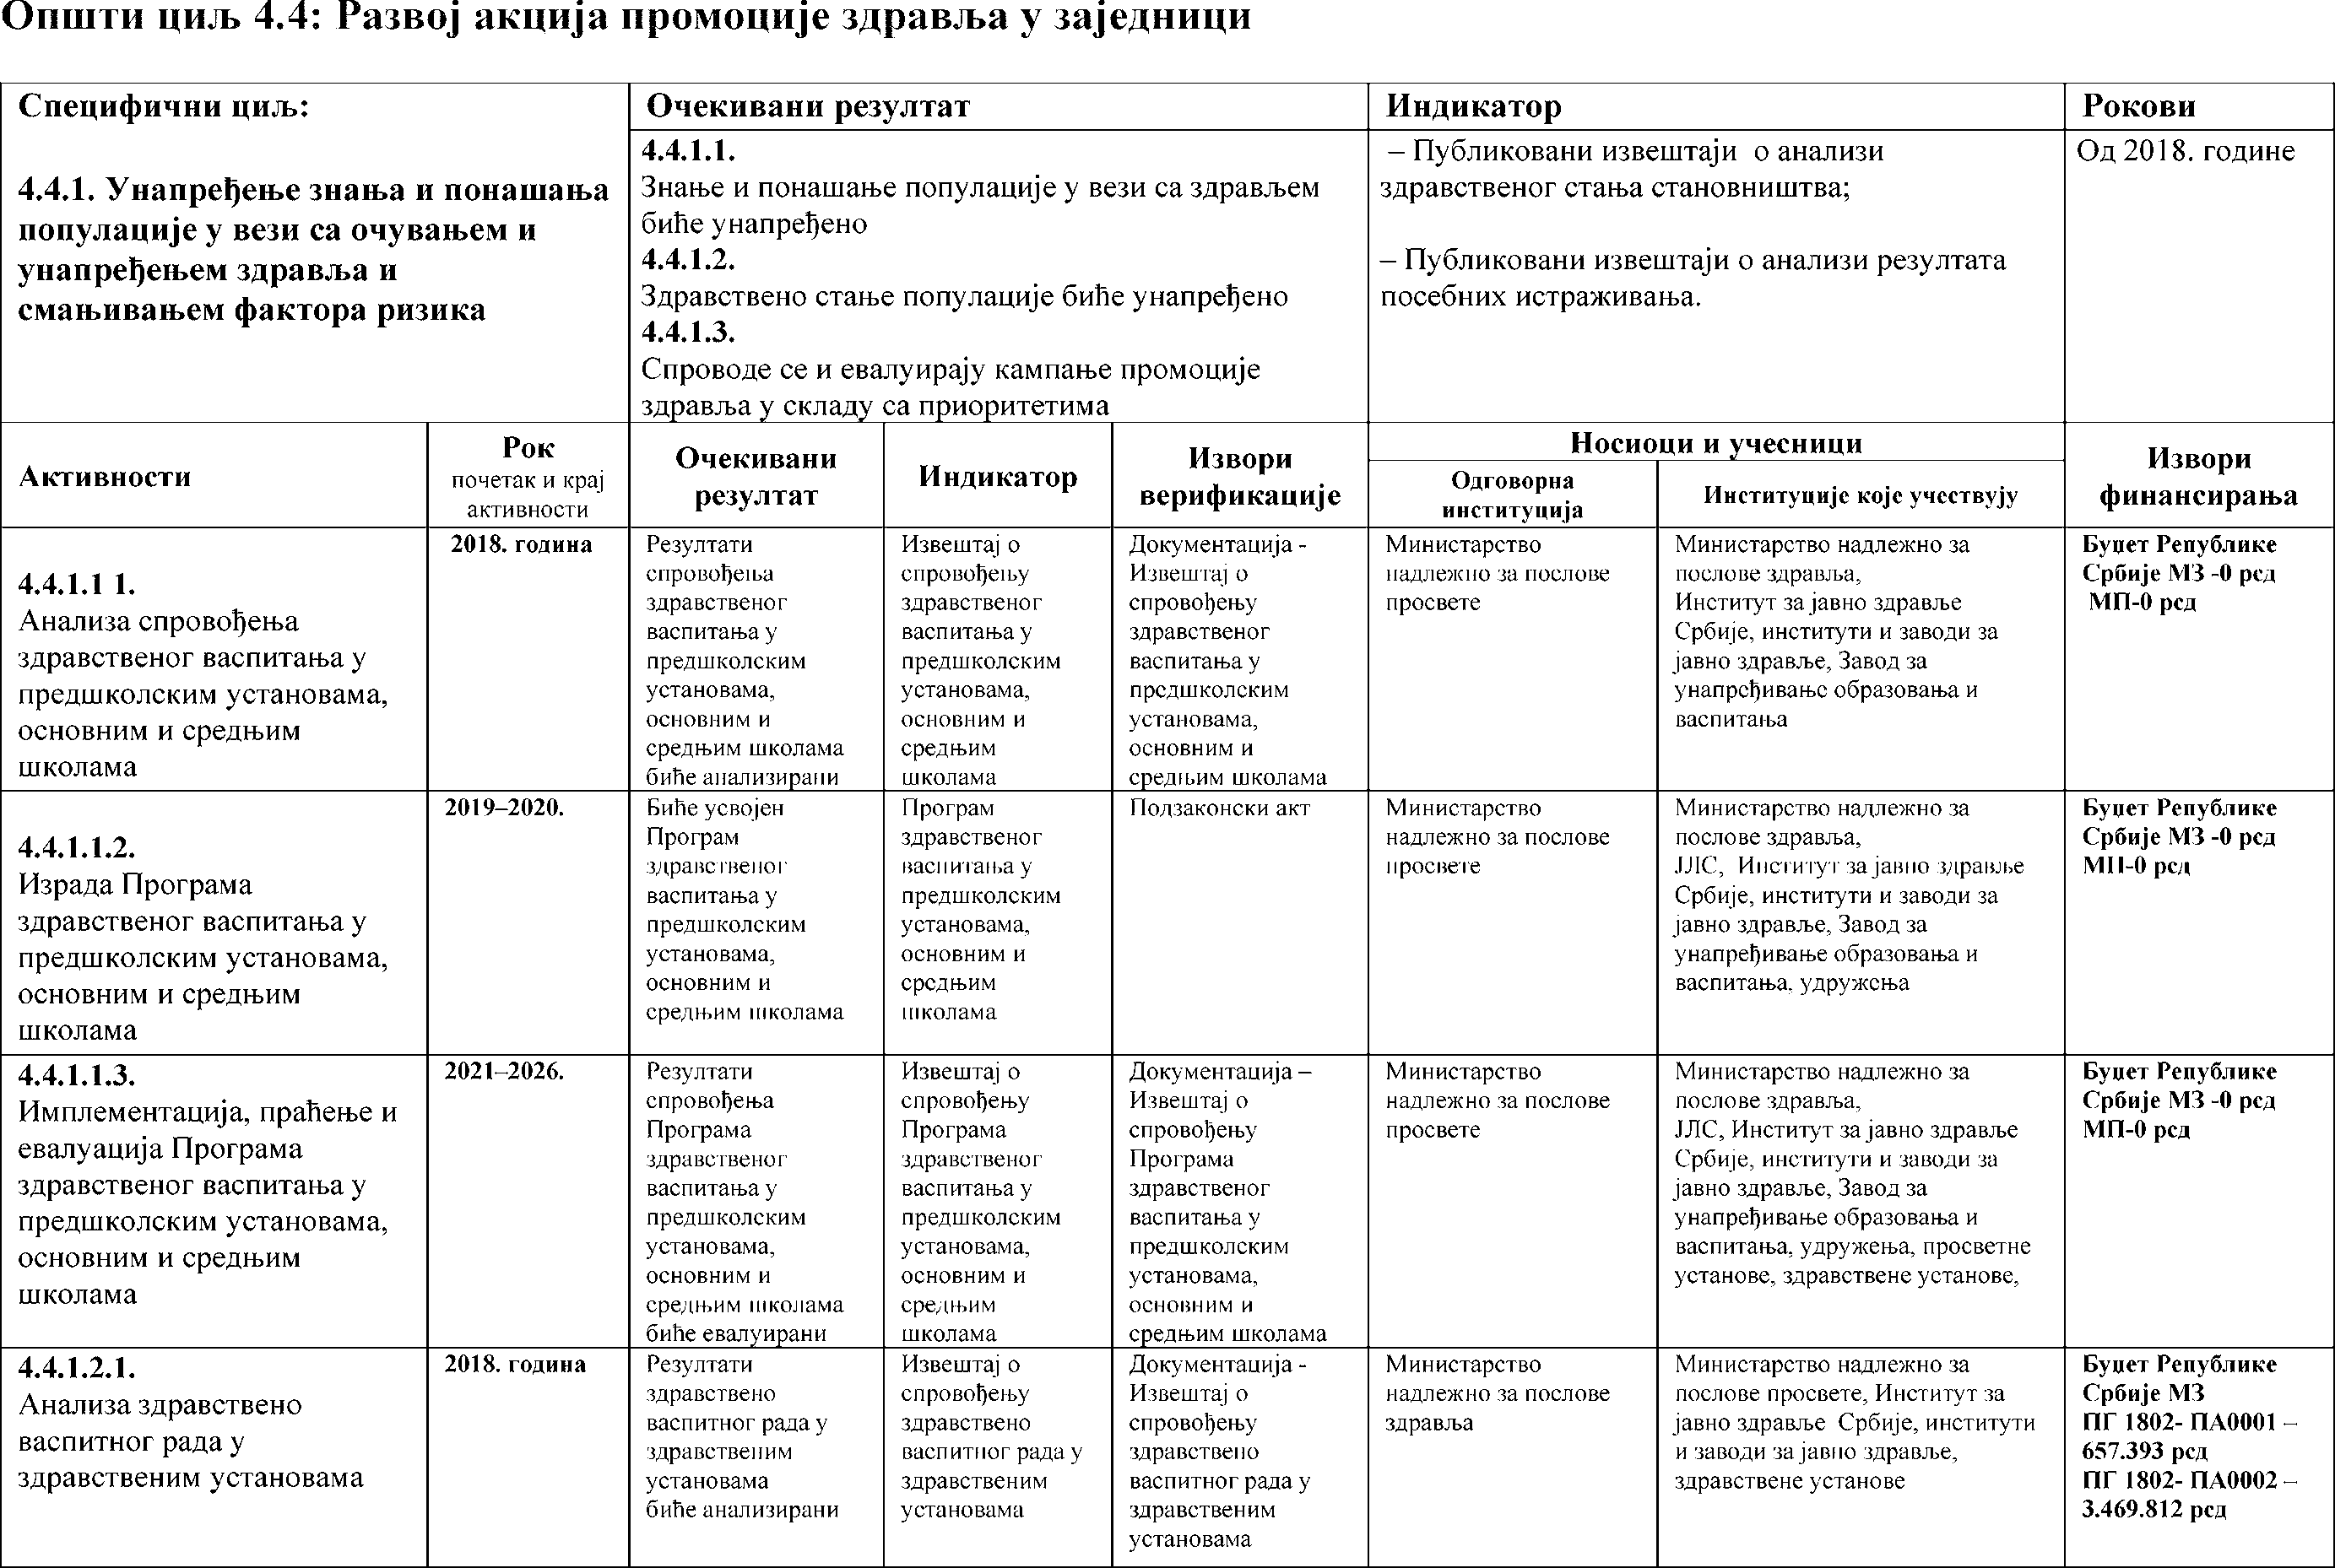 Општи циљ 4.4: Развој акција промоције здравља у заједници
Специфични циљ:
4.4.1. Унапређење знања и понашања
популације у вези са очувањем и
унапређењем здравља и
смањивањем фактора ризика
Очекивани резултат
4.4.1.1.
Знање и понашање популације у вези са здрављем
биће унапређено
4.4.1.2.
Здравствено стање популације биће унапређено
4.4.1.3.
Спроводе се и евалуирају кампање промоције
здравља у складу са приоритетима
Индикатор
– Публиковани извештаји о анализи
здравственог стања становништва;
– Публиковани извештаји о анализи резултата
посебних истраживања.
Рокови
Од 2018. године
Активности
Рок
почетак и крај
активности
Очекивани
резултат
Индикатор
Извори
верификације
Носиоци и учесници
Одговорна
институција
Институције које учествују
Извори
финансирања
4.4.1.1 1.
Анализа спровођења
здравственог васпитања у
предшколским установама,
основним и средњим
школама
2018. година
Резултати
спровођења
здравственог
васпитања у
предшколским
установама,
основним и
средњим школама
биће анализирани
Извештај о
спровођењу
здравственог
васпитања у
предшколским
установама,
основним и
средњим
школама
Документација -
Извештај о
спровођењу
здравственог
васпитања у
предшколским
установама,
основним и
средњим школама
Министарство
надлежно за послове
просвете
Министарство надлежно за
послове здравља,
Институт за јавно здравље
Србије, институти и заводи за
јавно здравље, Завод за
унапређивање образовања и
васпитања
Буџет Републике
Србије МЗ -0 рсд
МП-0 рсд
4.4.1.1.2.
Израда Програма
здравственог васпитања у
предшколским установама,
основним и средњим
школама
2019–2020.
Биће усвојен
Програм
здравственог
васпитања у
предшколским
установама,
основним и
средњим школама
Програм
здравственог
васпитања у
предшколским
установама,
основним и
средњим
школама
Подзаконски акт
Министарство
надлежно за послове
просвете
Министарство надлежно за
послове здравља,
ЈЛС, Институт за јавно здравље
Србије, институти и заводи за
јавно здравље, Завод за
унапређивање образовања и
васпитања, удружења
Буџет Републике
Србије МЗ -0 рсд
МП-0 рсд
4.4.1.1.3.
Имплементација, праћење и
евалуација Програма
здравственог васпитања у
предшколским установама,
основним и средњим
школама
2021–2026.
Резултати
спровођења
Програма
здравственог
васпитања у
предшколским
установама,
основним и
средњим школама
биће евалуирани
Извештај о
спровођењу
Програма
здравственог
васпитања у
предшколским
установама,
основним и
средњим
школама
Документација –
Извештај о
спровођењу
Програма
здравственог
васпитања у
предшколским
установама,
основним и
средњим школама
Министарство
надлежно за послове
просвете
Министарство надлежно за
послове здравља,
ЈЛС, Институт за јавно здравље
Србије, институти и заводи за
јавно здравље, Завод за
унапређивање образовања и
васпитања, удружења, просветне
установе, здравствене установе,
Буџет Републике
Србије МЗ -0 рсд
МП-0 рсд
4.4.1.2.1.
Анализа здравствено
васпитног рада у
здравственим установама
2018. година
Резултати
здравствено
васпитног рада у
здравственим
установама
биће анализирани
Извештај о
спровођењу
здравствено
васпитног рада у
здравственим
установама
Документација -
Извештај о
спровођењу
здравствено
васпитног рада у
здравственим
установама
Министарство
надлежно за послове
здравља
Министарство надлежно за
послове просвете, Институт за
јавно здравље Србије, институти
и заводи за јавно здравље,
здравствене установе
Буџет Републике
Србије МЗ
ПГ 1802- ПА0001 –
657.393 рсд
ПГ 1802- ПА0002 –
3.469.812 рсд